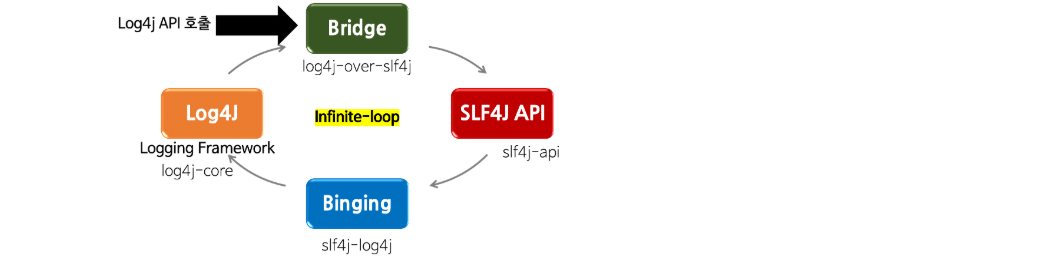 Log4j API 호출
Bridge
log4j-over-slf4j
Log4J
Infinite-loop
SLF4J API
Logging Framework
slf4j-api
log4j-core
Binging
slf4j-log4j